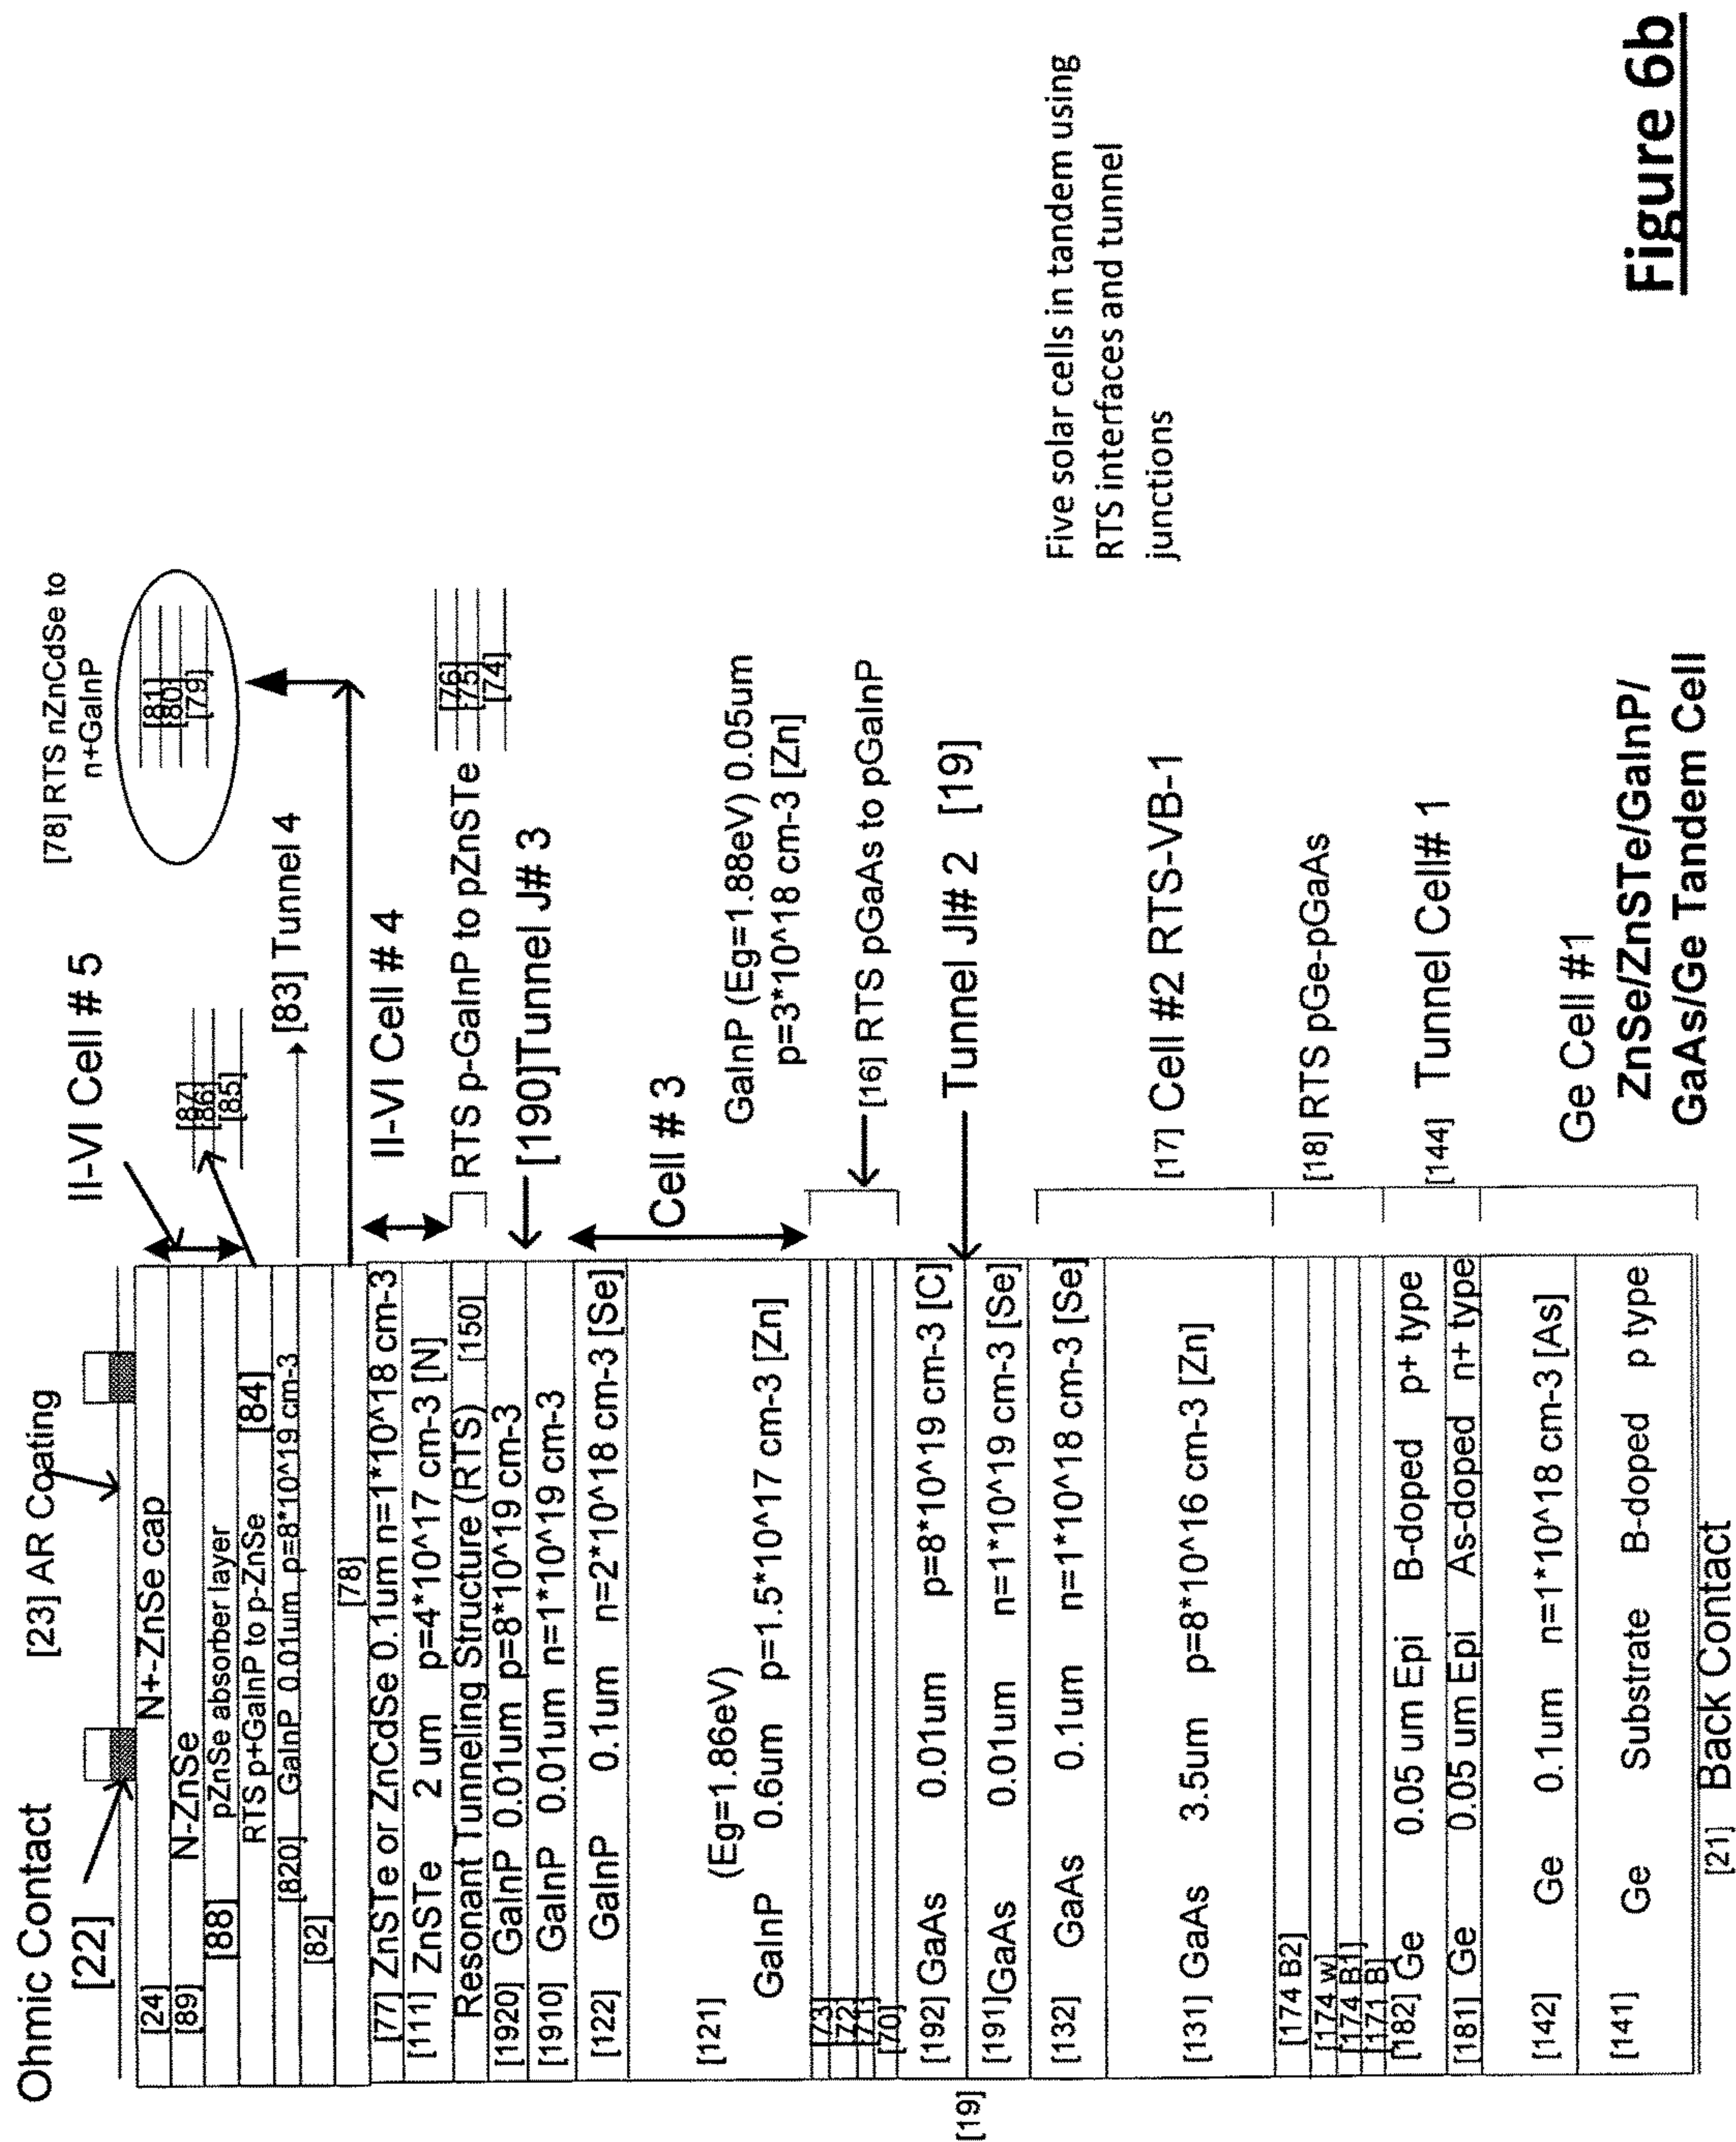 Ohmic Contact
[22]
[23] AR Coating
II-VI Cell # 5
[87]
[86]
[85]
[78] RTS nZnCdSe to
n+GaInP
[81]
[80]
[79]
[24] N+-ZnSe cap
[89] N-ZnSe
[88] pZnSe absorber layer
RTS p+GaInP to p-ZnSe [84]
[820] GaInP 0.01um p=8*10^19 cm-3
[82]
[83] Tunnel 4
[78]
[77] ZnSTe or ZnCdSe 0.1um n=1*10^18 cm-3
[111] ZnSTe 2 um p=4*10^17 cm-3 [N]
II-VI Cell # 4
Resonant Tunneling Structure (RTS) [150]
RTS p-GaInP to pZnSTe
[76]
[75]
[74]
[1920] GaInP 0.01um p=8*10^19 cm-3
[190]Tunnel J# 3
[1910] GaInP 0.01um n=1*10^19 cm-3
[122] GaInP 0.1um n=2*10^18 cm-3 [Se]
Cell # 3
[121] (Eg=1.86eV)
GaInP 0.6um p=1.5*10^17 cm-3 [Zn]
GaInP (Eg=1.88eV) 0.05um
p=3*10^18 cm-3 [Zn]
[73]
[72]
[71]
[70]
[16] RTS pGaAs to pGaInP
[192] GaAs 0.01um p=8*10^19 cm-3 [C]
[19]
Tunnel JI# 2 [19]
[191]GaAs 0.01um n=1*10^19 cm-3 [Se]
[132] GaAs 0.1um n=1*10^18 cm-3 [Se]
Five solar cells in tandem using
RTS interfaces and tunnel
junctions
[131] GaAs 3.5um p=8*10^16 cm-3 [Zn]
[17] Cell #2 RTS-VB-1
[174 B2]
[174 w]
[174 B1]
[171 B]
[18] RTS pGe-pGaAs
[182] Ge 0.05 um Epi B-doped p+ type
[181] Ge 0.05 um Epi As-doped n+ type
[144] Tunnel Cell# 1
[142] Ge 0.1um n=1*10^18 cm-3 [As]
[141] Ge Substrate B-doped p type
Ge Cell #1
[21] Back Contact
ZnSe/ZnSTe/GaInP/
GaAs/Ge Tandem Cell
Figure 6b